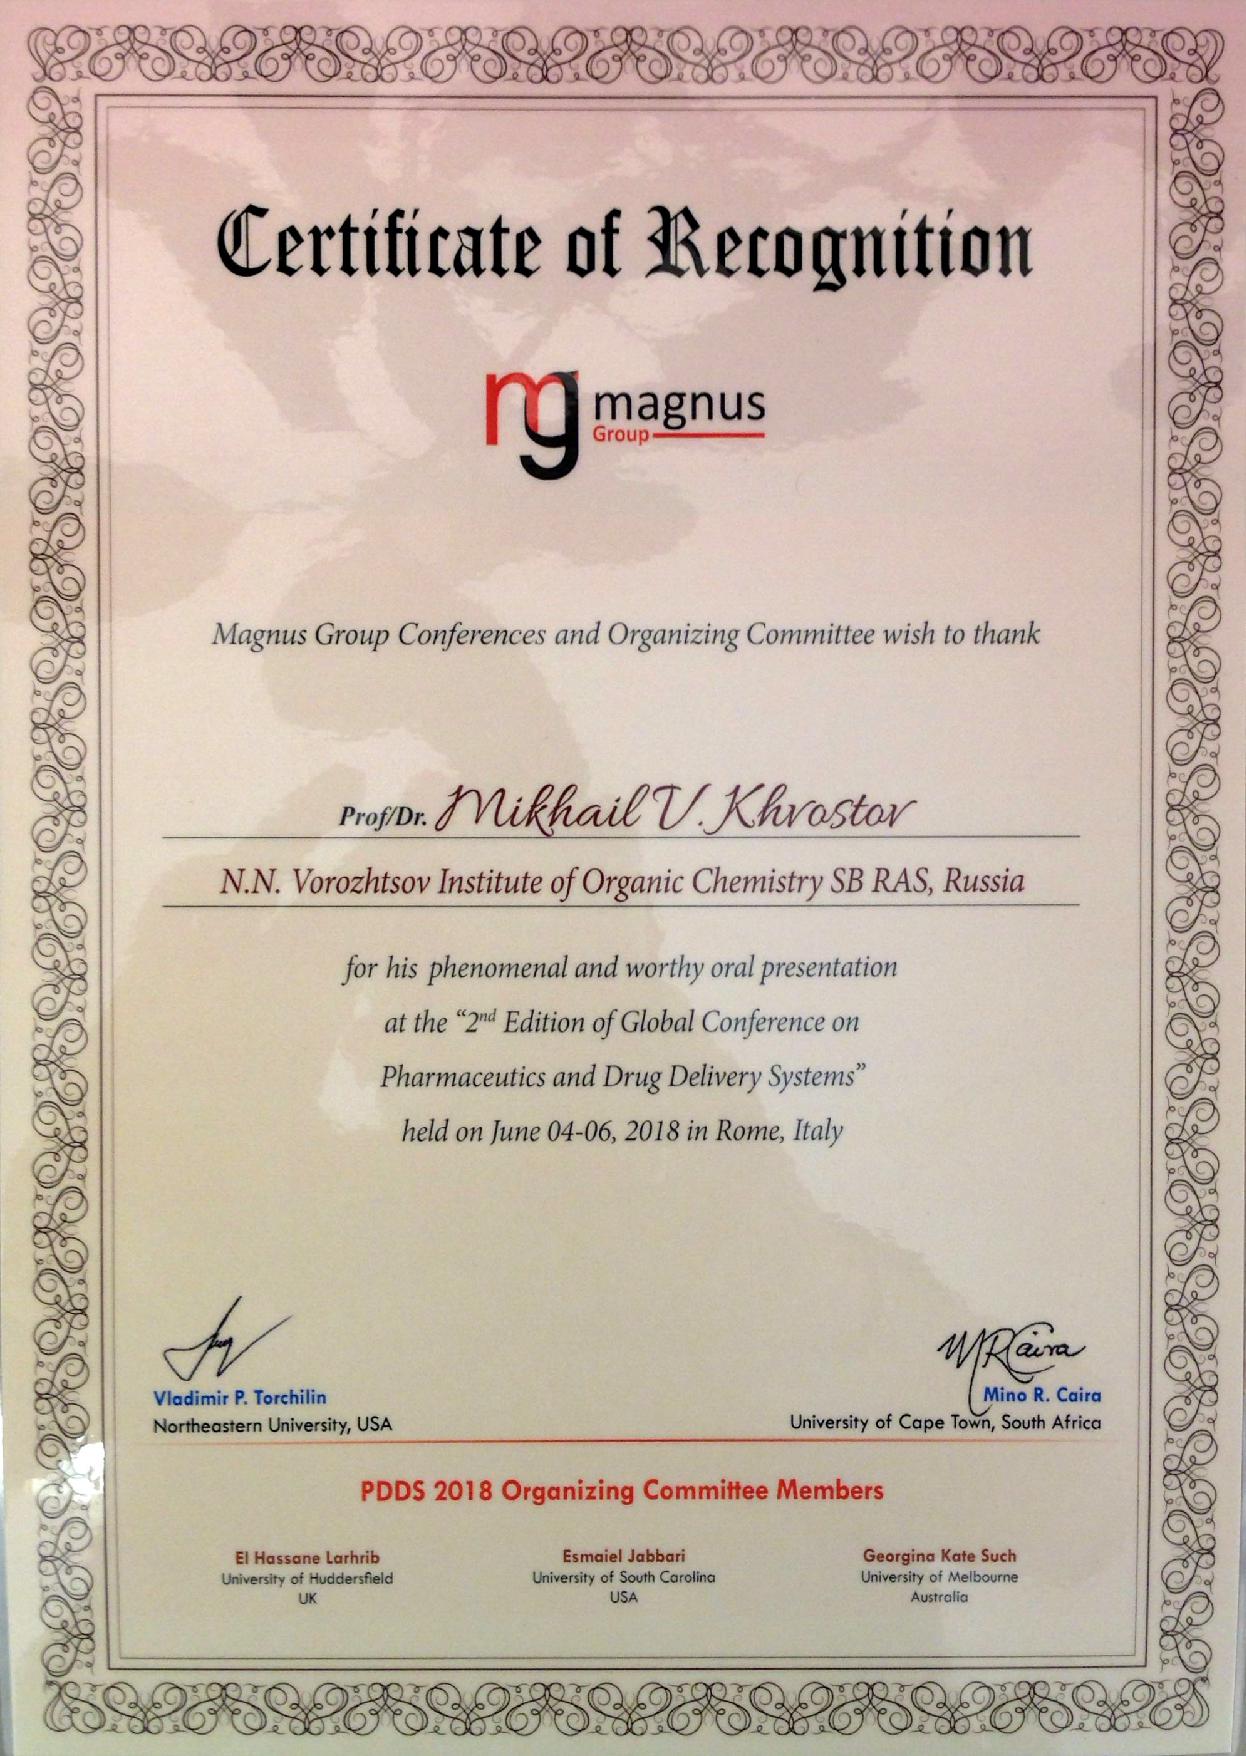 Certificate of Recognition
mg magnus
Group
Magnus Group Conferences and Organizing Committee wish to thank
Prof/Dr. Mikhail V. Khvostov
N.N. Vorozhtsov Institute of Organic Chemistry SB RAS, Russia
for his phenomenal and worthy oral presentation
at the “2nd Edition of Global Conference on
Pharmaceutics and Drug Delivery Systems”
held on June 04-06, 2018 in Rome, Italy
MRCaira
Vladimir P. Torchilin
Mino R. Caira
Northeastern University, USA
University of Cape Town, South Africa
PDDS 2018 Organizing Committee Members
El Hassane Larhrib
University of Huddersfield
UK
Esmaiel Jabbari
University of South Carolina
USA
Georgina Kate Such
University of Melbourne
Australia